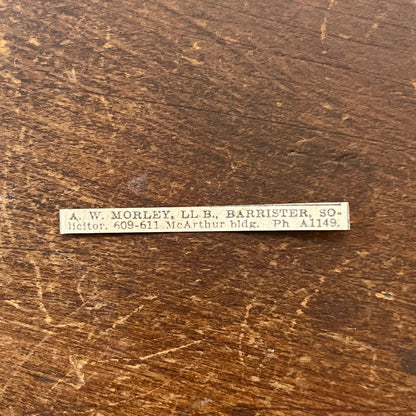 A. W. MORLEY, LL.B., BARRISTER, SO-
licitor. 609-611 McArthur bldg. Ph A1149.